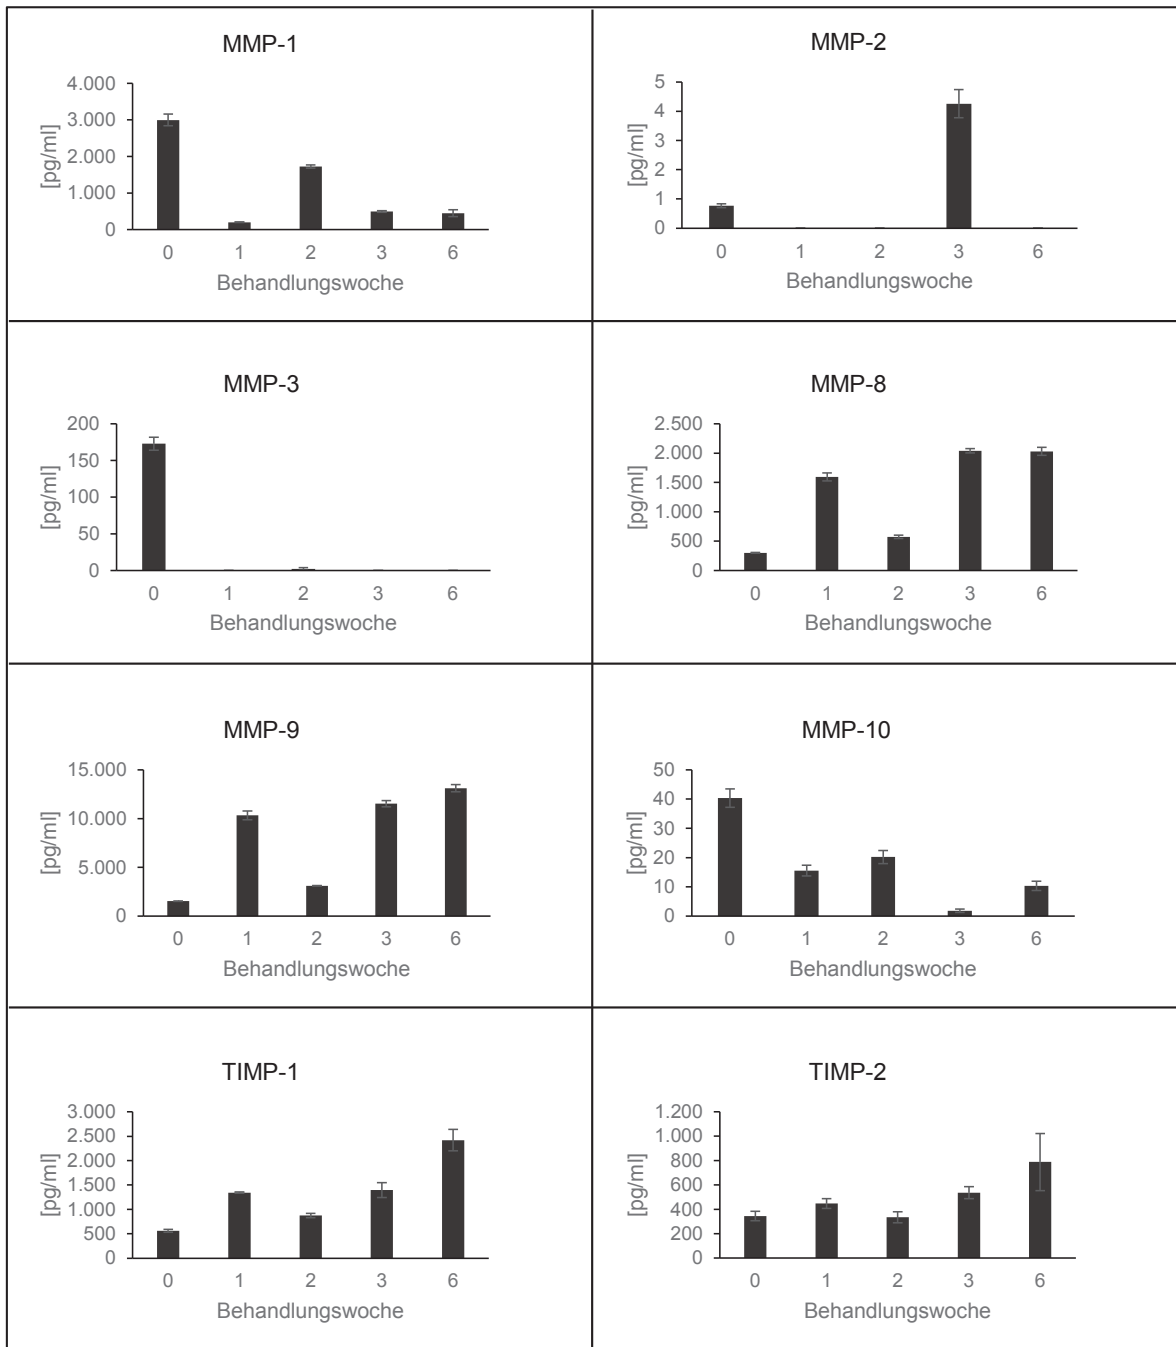 MMP-1
4.000
3.000
2.000
1.000
0
[pg/ml]
0 1 2 3 6
Behandlungswoche
MMP-2
5
4
3
2
1
0
[pg/ml]
0 1 2 3 6
Behandlungswoche
MMP-3
200
150
100
50
0
[pg/ml]
0 1 2 3 6
Behandlungswoche
MMP-8
2.500
2.000
1.500
1.000
500
0
[pg/ml]
0 1 2 3 6
Behandlungswoche
MMP-9
15.000
10.000
5.000
0
[pg/ml]
0 1 2 3 6
Behandlungswoche
MMP-10
50
40
30
20
10
0
[pg/ml]
0 1 2 3 6
Behandlungswoche
TIMP-1
3.000
2.500
2.000
1.500
1.000
500
0
[pg/ml]
0 1 2 3 6
Behandlungswoche
TIMP-2
1.200
1.000
800
600
400
200
0
[pg/ml]
0 1 2 3 6
Behandlungswoche